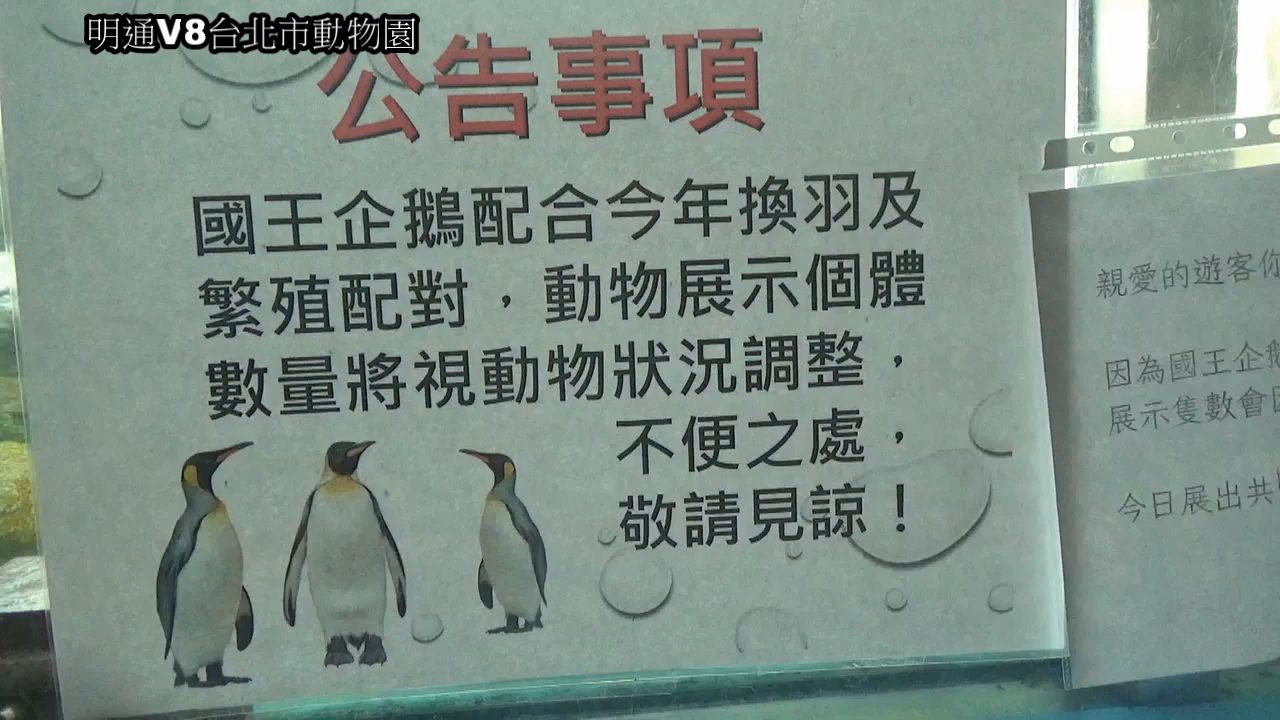 明通V8台北市動物園
公告事項
國王企鵝配合今年換羽及
繁殖配對，動物展示個體
數量將視動物狀況調整，
不便之處，
敬請見諒！
親愛的遊客你
因為國王企鵝
展示隻數會
今日展出共